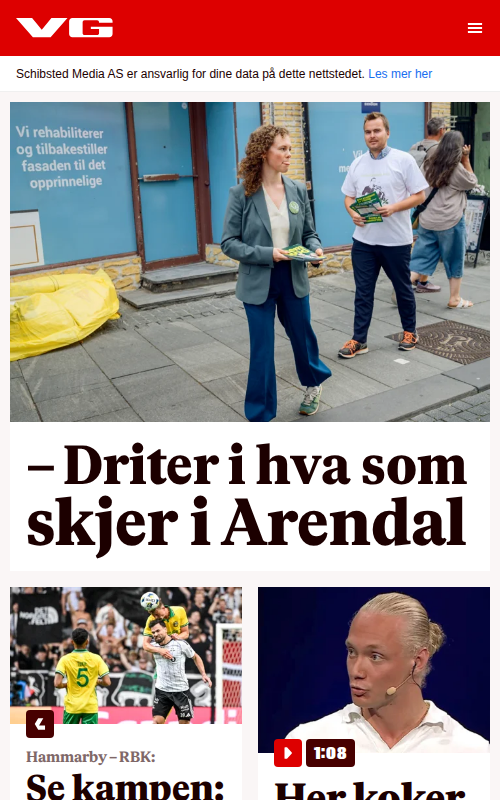 VG
Schibsted Media AS er ansvarlig for dine data på dette nettstedet. Les mer her
Vi rehabiliterer
og tilbakestiller
fasaden til det
opprinnelige
– Driter i hva som
skjer i Arendal
5
1:08
Hammarby – RBK:
Se kampen:
Her koker